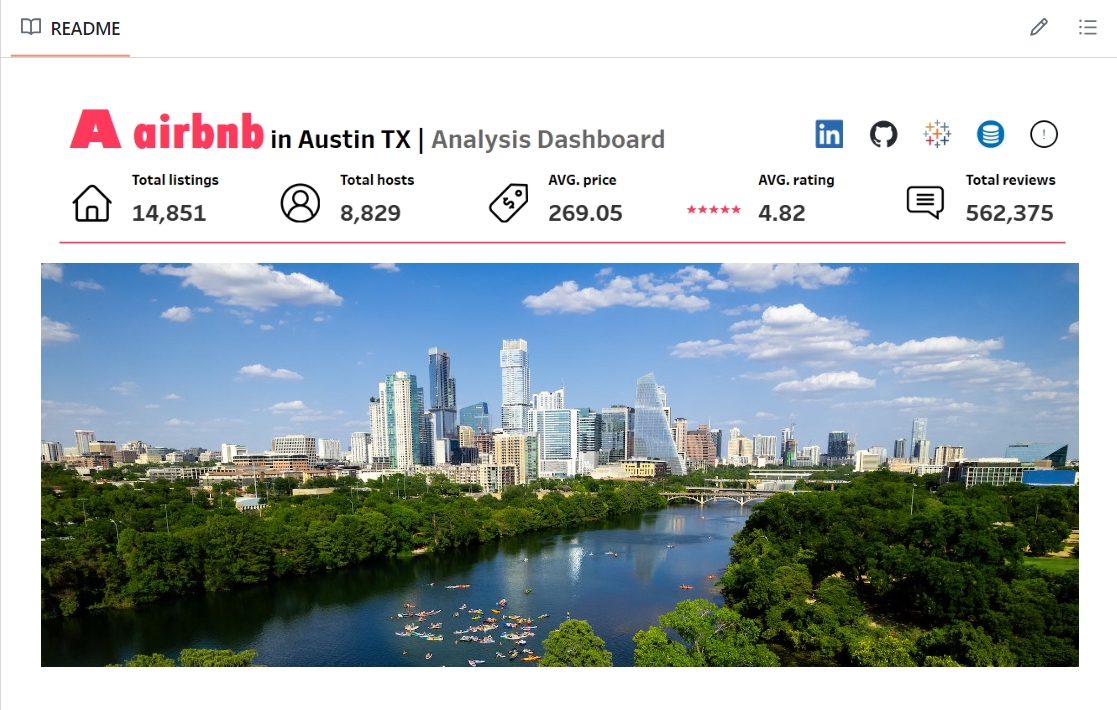 README
A airbnb in Austin TX | Analysis Dashboard
in
Total listings
14,851
Total hosts
8,829
AVG. price
269.05
AVG. rating
4.82
Total reviews
562,375